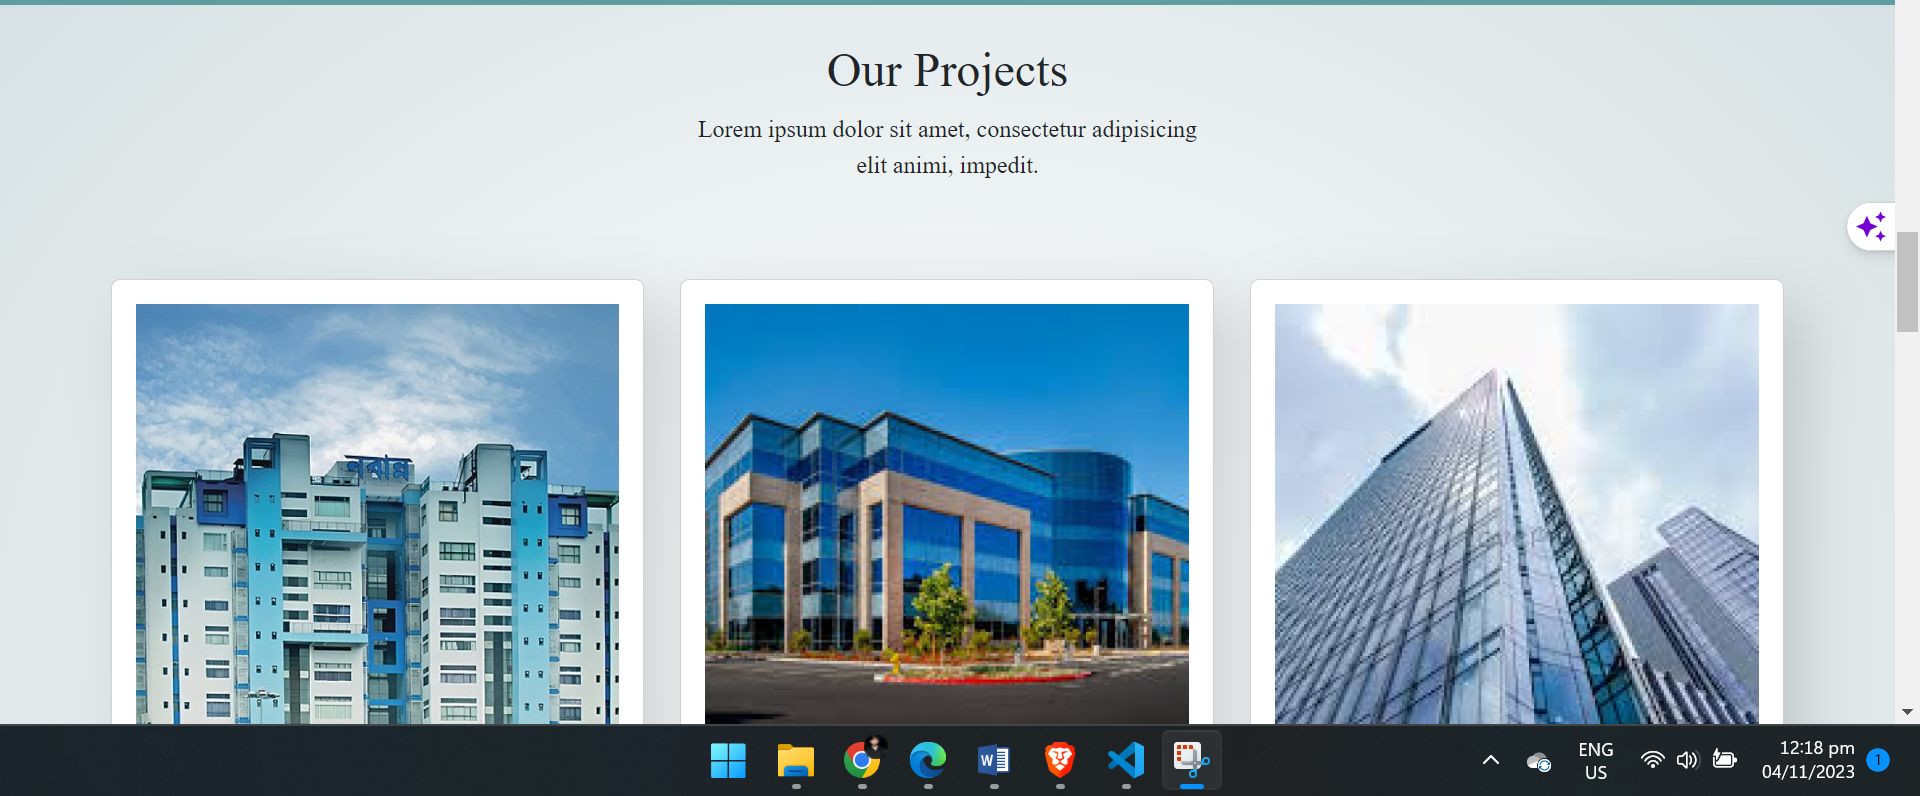 Our Projects
Lorem ipsum dolor sit amet, consectetur adipisicing
elit animi, impedit.
নবান্ন
W
ENG
US
12:18 pm
04/11/2023
1